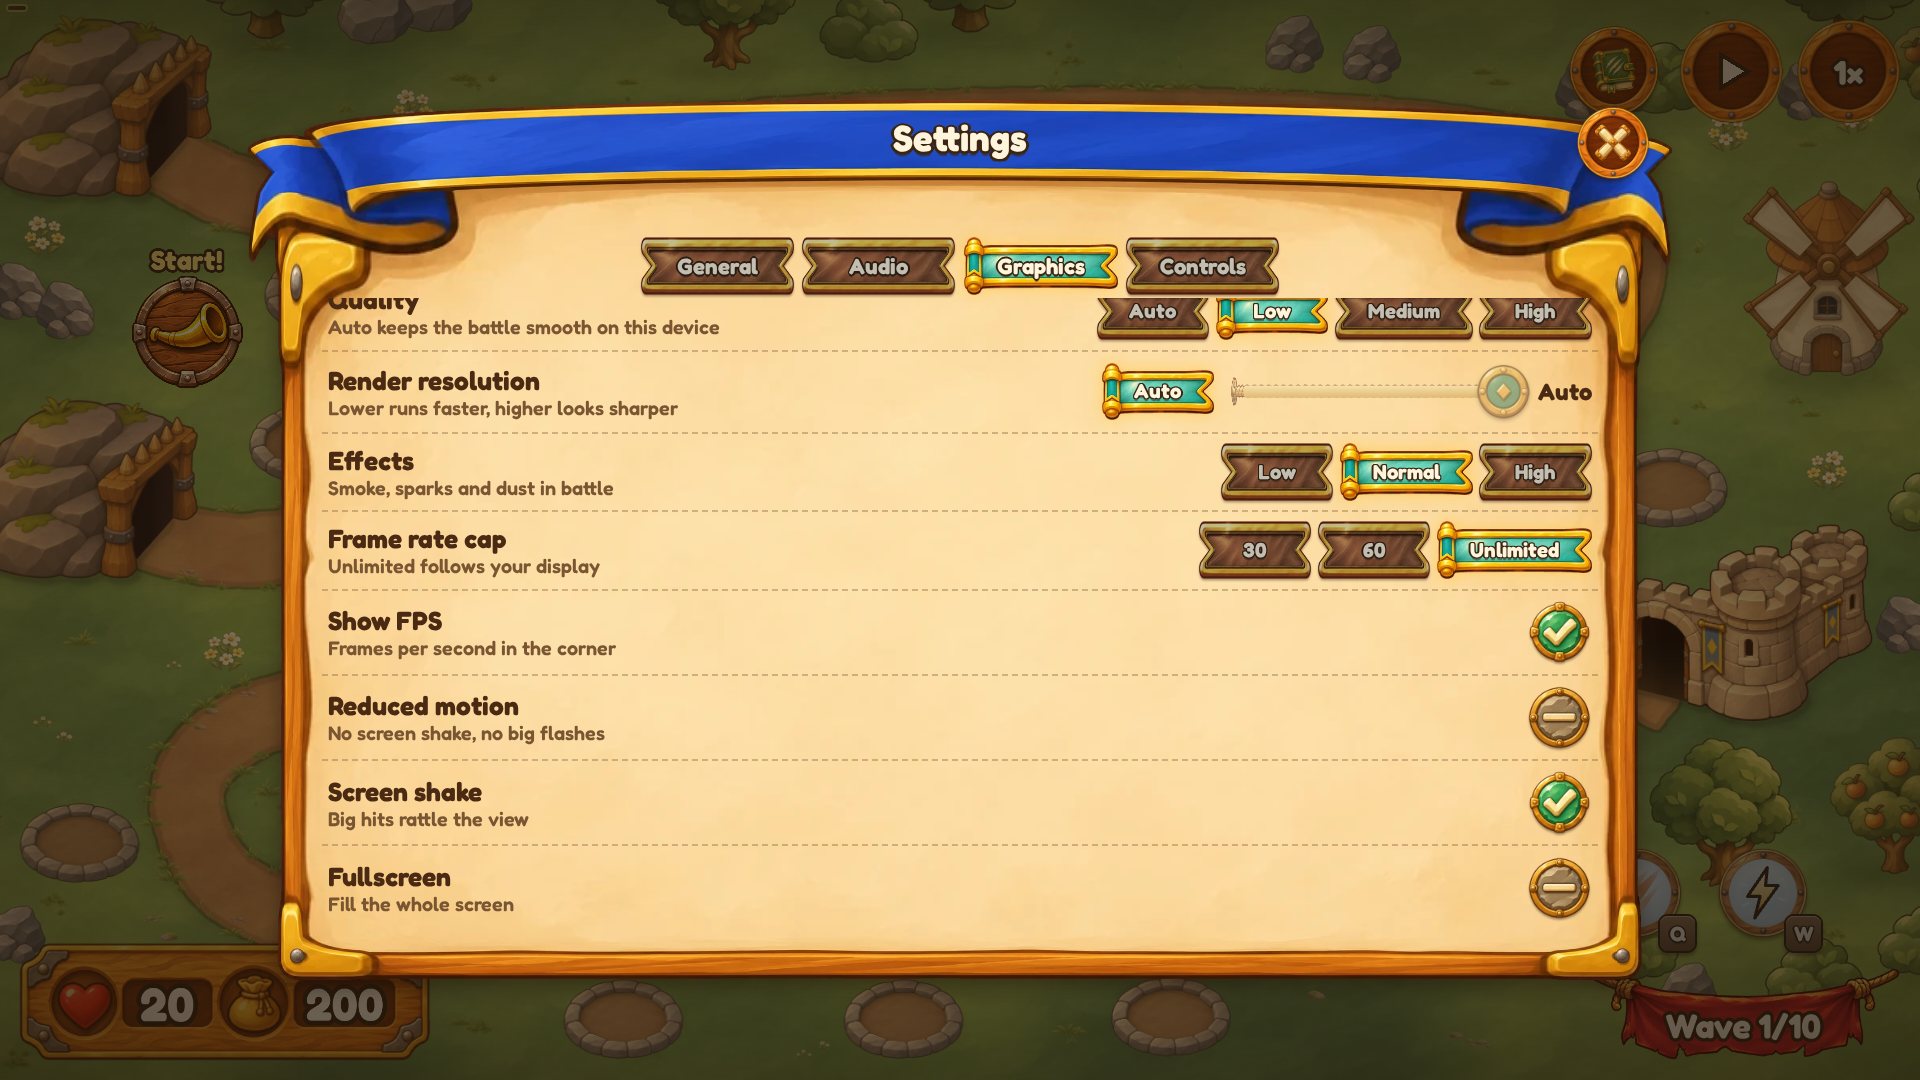 1x
Settings
Start!
General
Audio
Graphics
Controls
Quality
Auto keeps the battle smooth on this device
Auto
Low
Medium
High
Render resolution
Lower runs faster, higher looks sharper
Auto
Auto
Effects
Smoke, sparks and dust in battle
Low
Normal
High
Frame rate cap
Unlimited follows your display
30
60
Unlimited
Show FPS
Frames per second in the corner
Reduced motion
No screen shake, no big flashes
Screen shake
Big hits rattle the view
Fullscreen
Fill the whole screen
Q
W
20
200
Wave 1/10